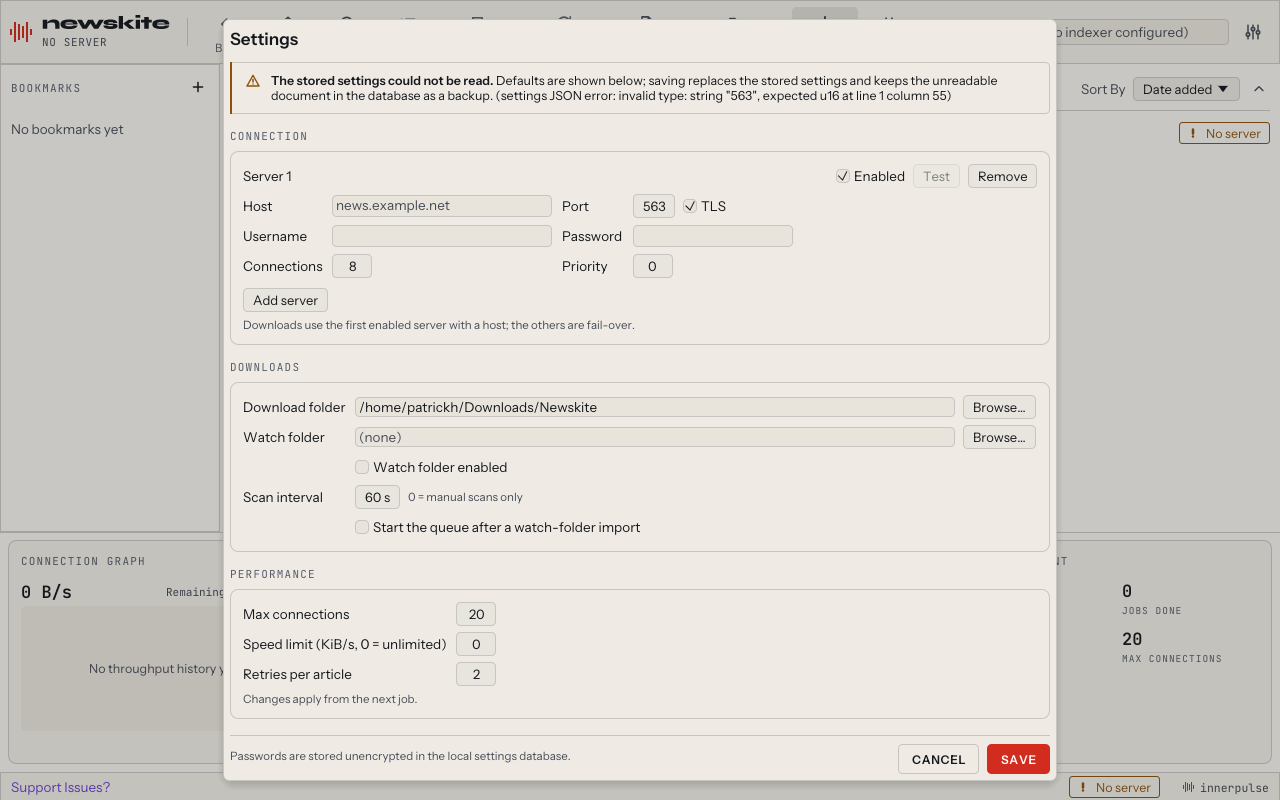 newskite
NO SERVER
o indexer configured)
BOOKMARKS
+
No bookmarks yet
Sort By
Date added
! No server
Settings
The stored settings could not be read. Defaults are shown below; saving replaces the stored settings and keeps the unreadable
document in the database as a backup. (settings JSON error: invalid type: string "563", expected u16 at line 1 column 55)
CONNECTION
Server 1
Enabled
Test
Remove
Host
news.example.net
Port
563
TLS
Username
Password
Connections
8
Priority
0
Add server
Downloads use the first enabled server with a host; the others are fail-over.
DOWNLOADS
Download folder
/home/patrickh/Downloads/Newskite
Browse...
Watch folder
(none)
Browse...
Watch folder enabled
Scan interval
60 s
0 = manual scans only
Start the queue after a watch-folder import
PERFORMANCE
Max connections
20
Speed limit (KiB/s, 0 = unlimited)
0
Retries per article
2
Changes apply from the next job.
Passwords are stored unencrypted in the local settings database.
CANCEL
SAVE
CONNECTION GRAPH
0 B/s
Remaining
No throughput history y
NT
0
JOBS DONE
20
MAX CONNECTIONS
Support Issues?
! No server
innerpulse